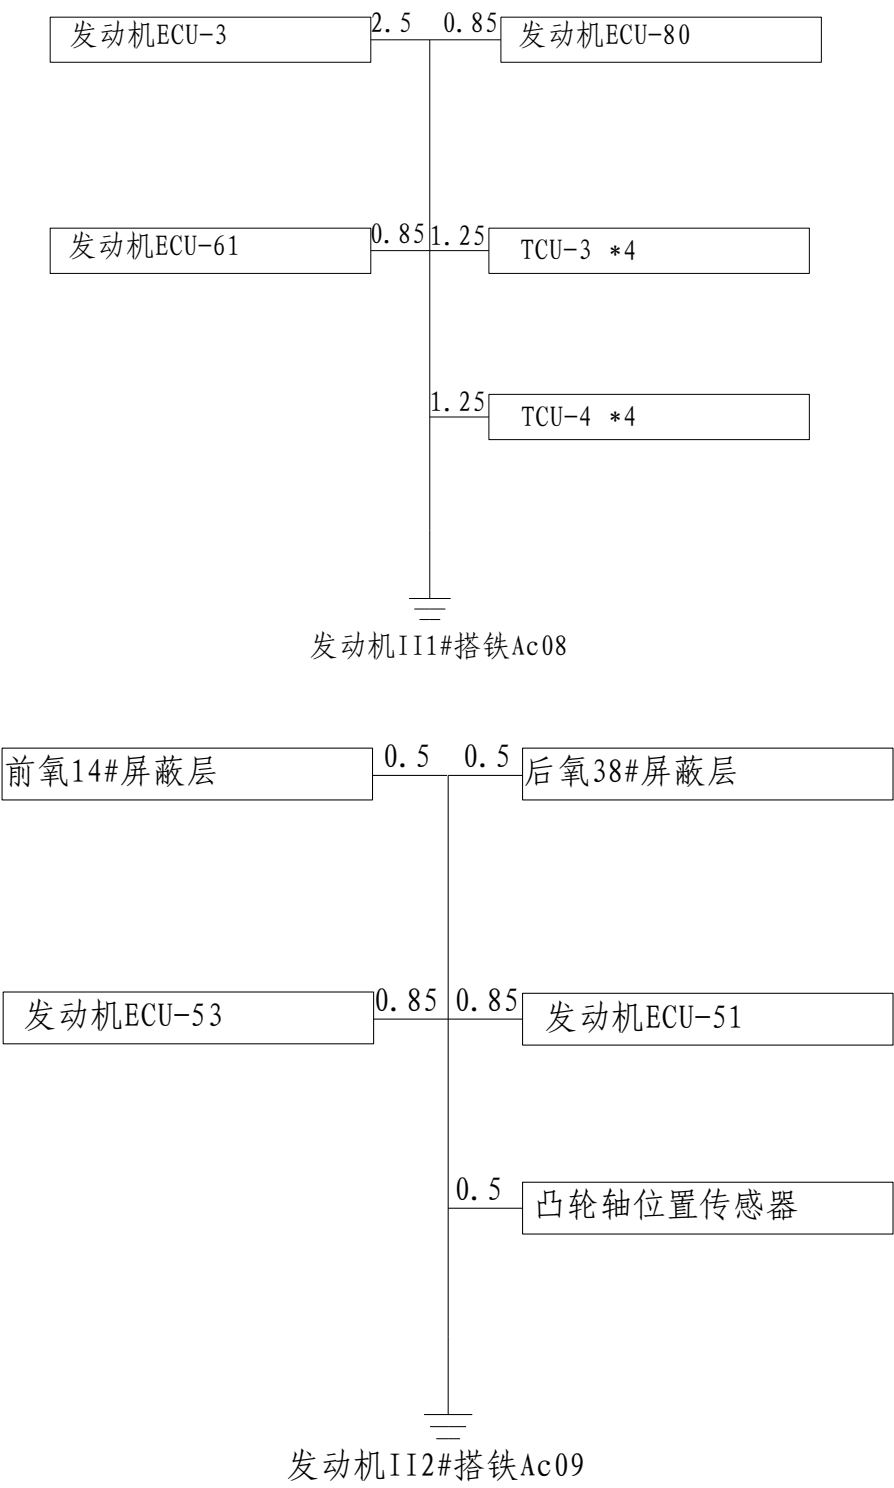 发动机ECU-3 2.5 0.85 发动机ECU-80
发动机ECU-61 0.85 1.25 TCU-3 *4
1.25 TCU-4 *4
发动机II1#搭铁Ac08
前氧14#屏蔽层 0.5 0.5 后氧38#屏蔽层
发动机ECU-53 0.85 0.85 发动机ECU-51
0.5 凸轮轴位置传感器
发动机II2#搭铁Ac09